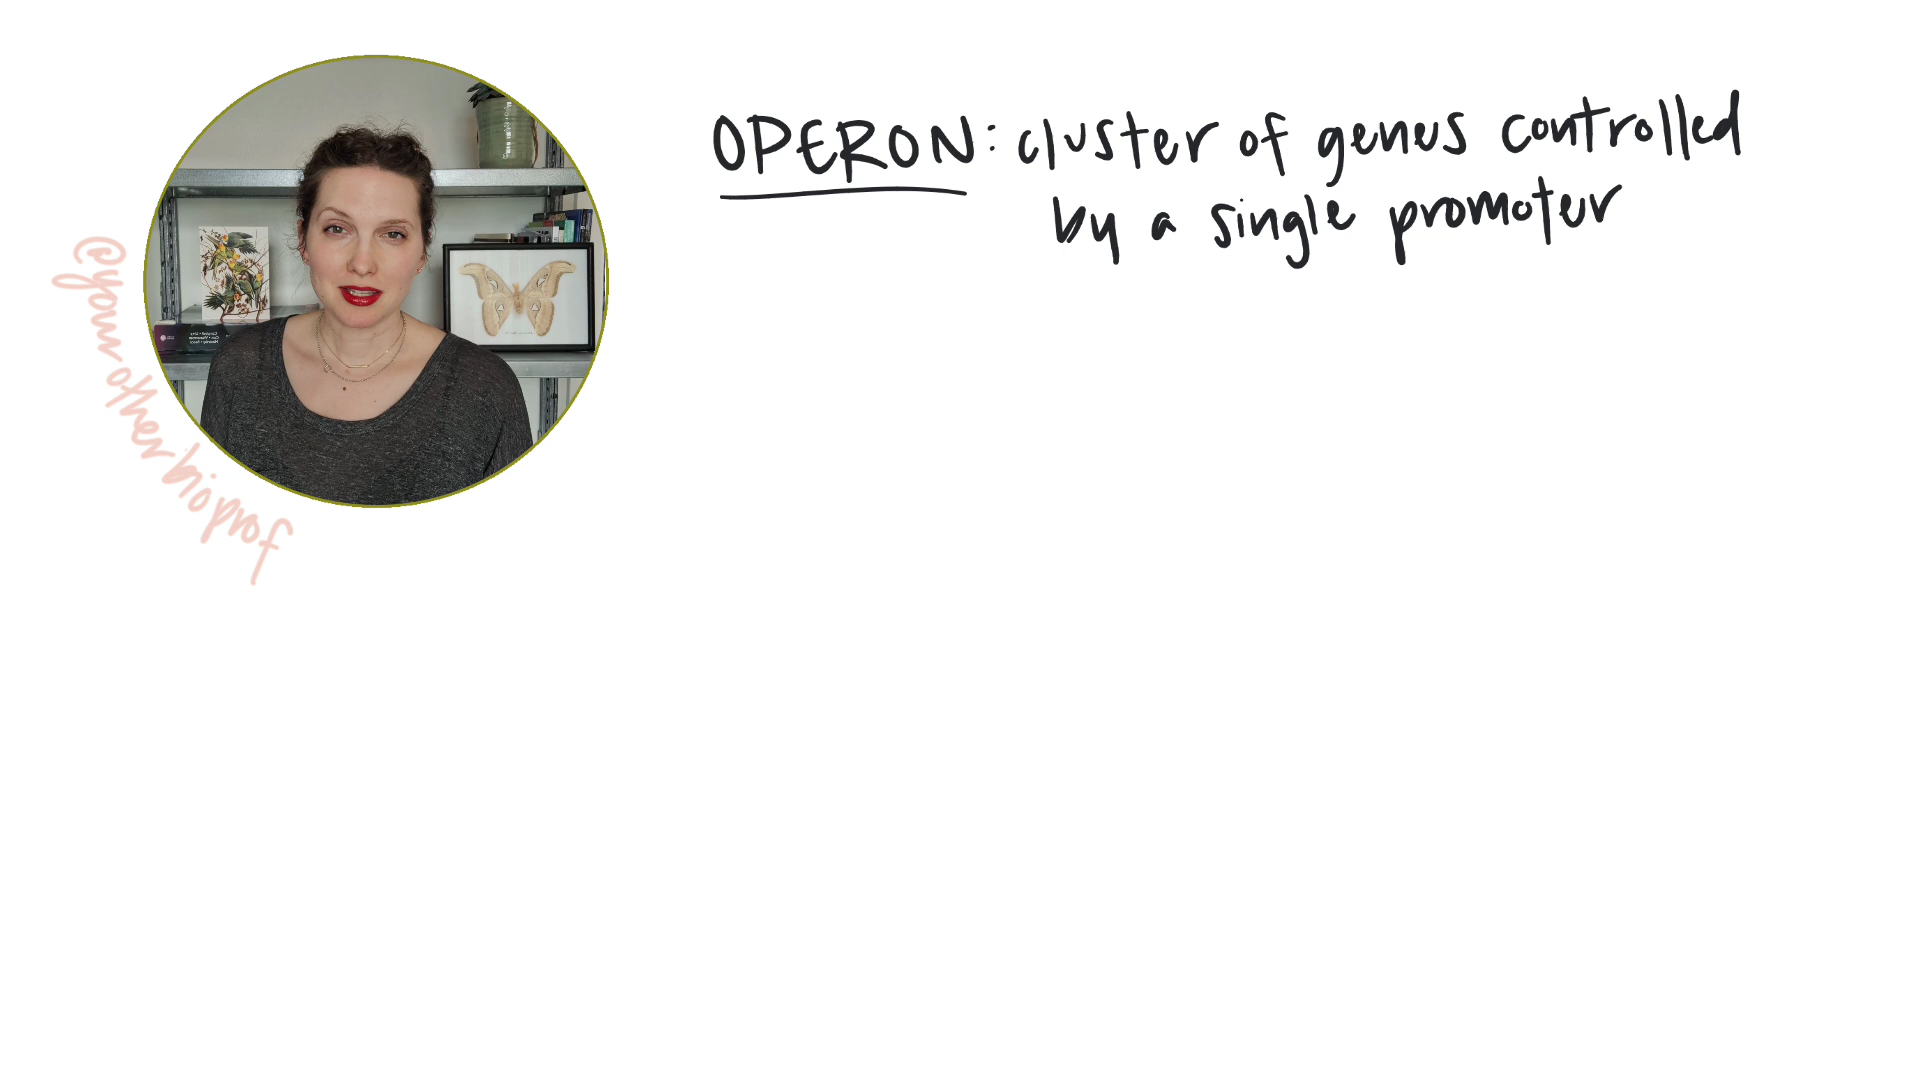 OPERON: cluster of genes controlled
by a single promoter
@yourotherbioprof